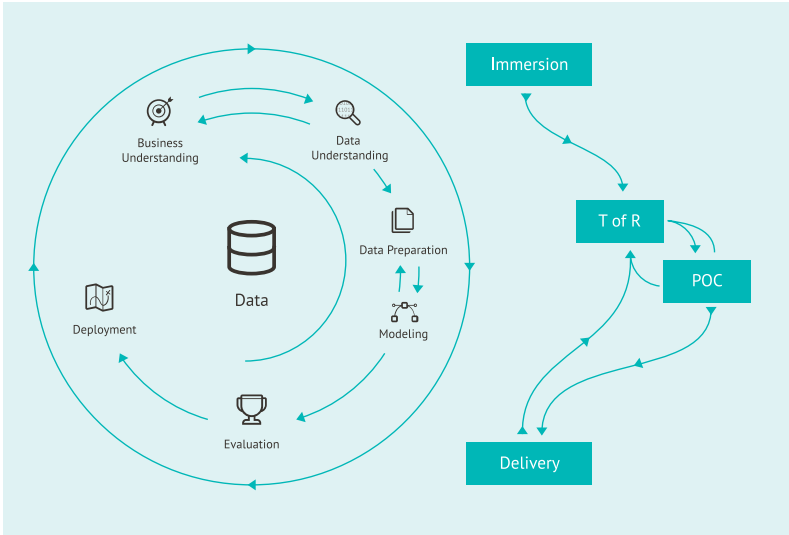 Business
Understanding
Data
Understanding
Data Preparation
Modeling
Evaluation
Deployment
Data
Immersion
T of R
POC
Delivery